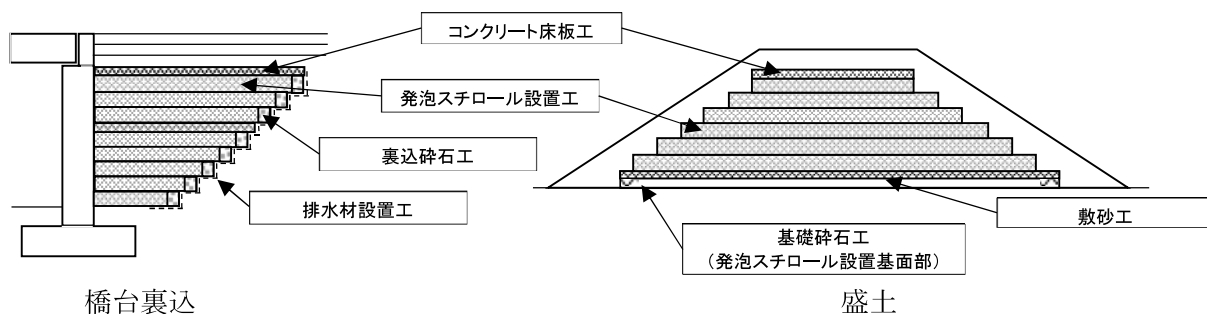 コンクリート床板工
発泡スチロール設置工
裏込砕石工
排水材設置工
敷砂工
基礎砕石工
（発泡スチロール設置基面部）
橋台裏込
盛土